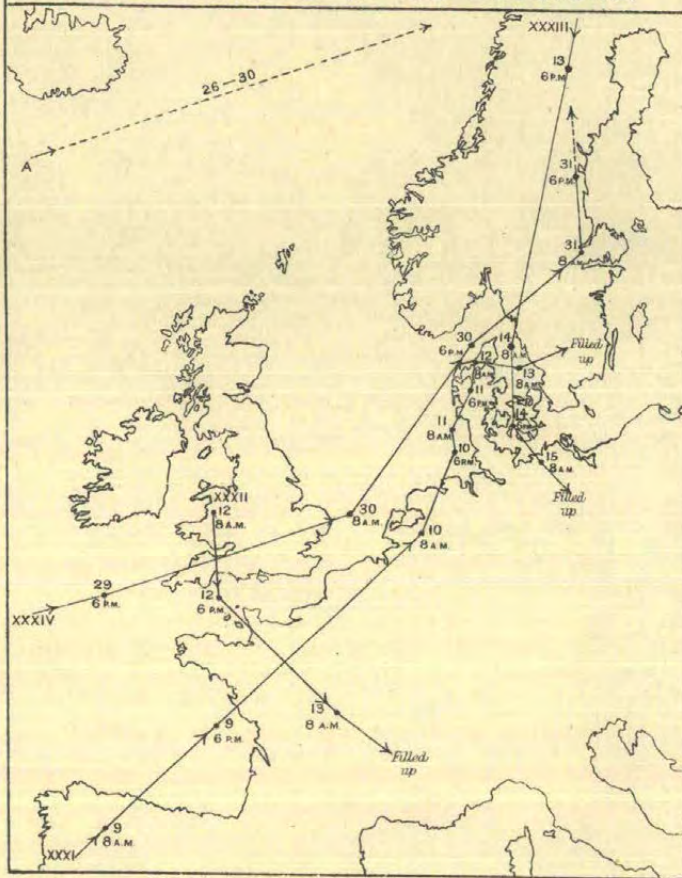 XXXIII
13
6 P.M.
26–30
A
31
6 P.M.
31
8 A.M.
30
6 P.M.
14
8 A.M.
12
8 A.M.
Filled
up
13
8 A.M.
11
6 P.M.
14
11
8 A.M.
10
6 P.M.
15
8 A.M.
Filled
up
XXXII
12
8 A.M.
30
8 A.M.
10
8 A.M.
29
6 P.M.
XXXIV
12
6 P.M.
13
8 A.M.
9
6 P.M.
Filled
up
9
8 A.M.
XXXI